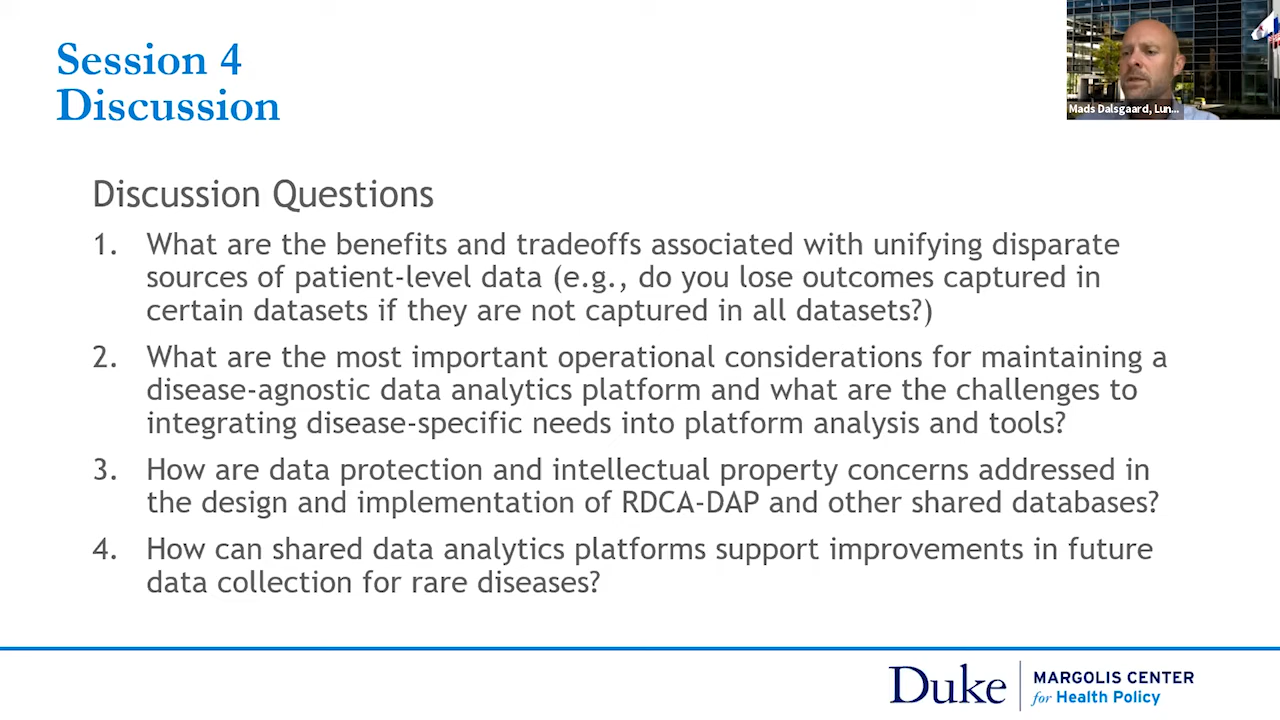 Session 4
Discussion
Mads Dalsgaard, Lun...
Discussion Questions
1. What are the benefits and tradeoffs associated with unifying disparate
sources of patient-level data (e.g., do you lose outcomes captured in
certain datasets if they are not captured in all datasets?)
2. What are the most important operational considerations for maintaining a
disease-agnostic data analytics platform and what are the challenges to
integrating disease-specific needs into platform analysis and tools?
3. How are data protection and intellectual property concerns addressed in
the design and implementation of RDCA-DAP and other shared databases?
4. How can shared data analytics platforms support improvements in future
data collection for rare diseases?
Duke
MARGOLIS CENTER
for Health Policy